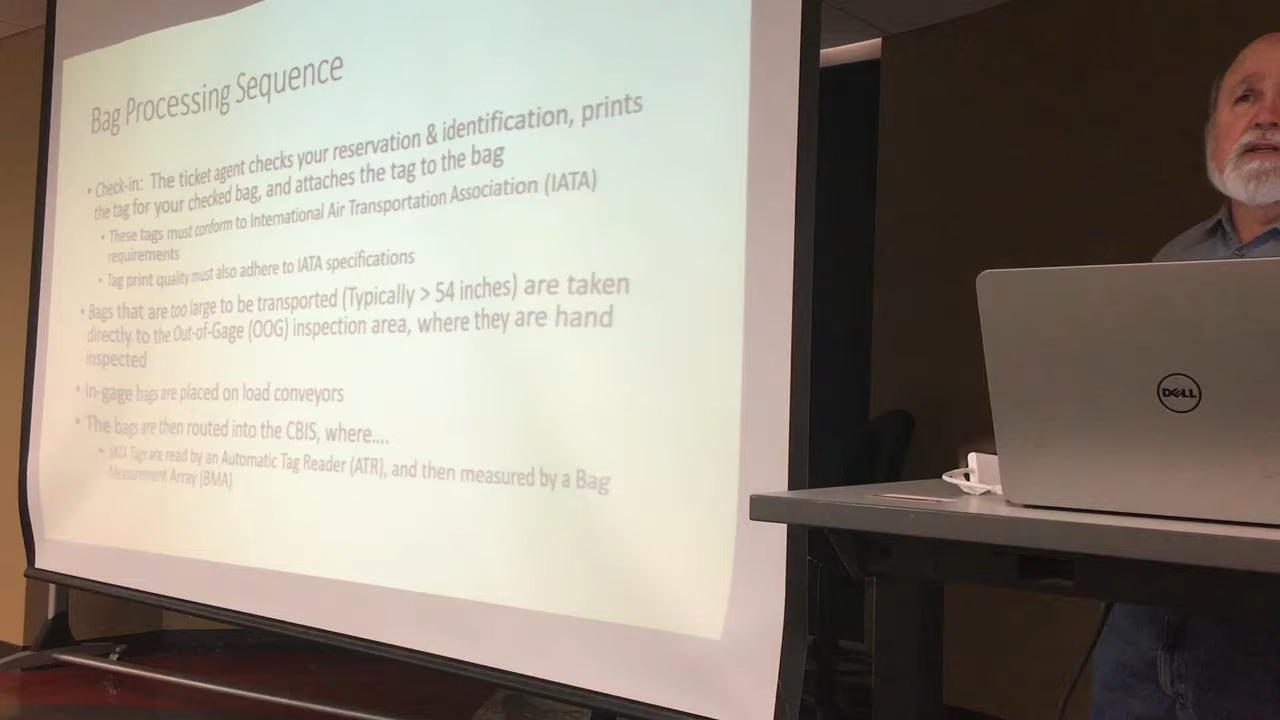 Bag Processing Sequence
• Check-in: The ticket agent checks your reservation & identification, prints
the tag for your checked bag, and attaches the tag to the bag
• These tags must conform to International Air Transportation Association (IATA)
requirements
• Tag print quality must also adhere to IATA specifications
• Bags that are too large to be transported (Typically > 54 inches) are taken
directly to the Out-of-Gage (OOG) inspection area, where they are hand
inspected
• In-gage bags are placed on load conveyors
• The bags are then routed into the CBIS, where....
• IATA Tags are read by an Automatic Tag Reader (ATR), and then measured by a Bag
Measurement Array (BMA)
DELL